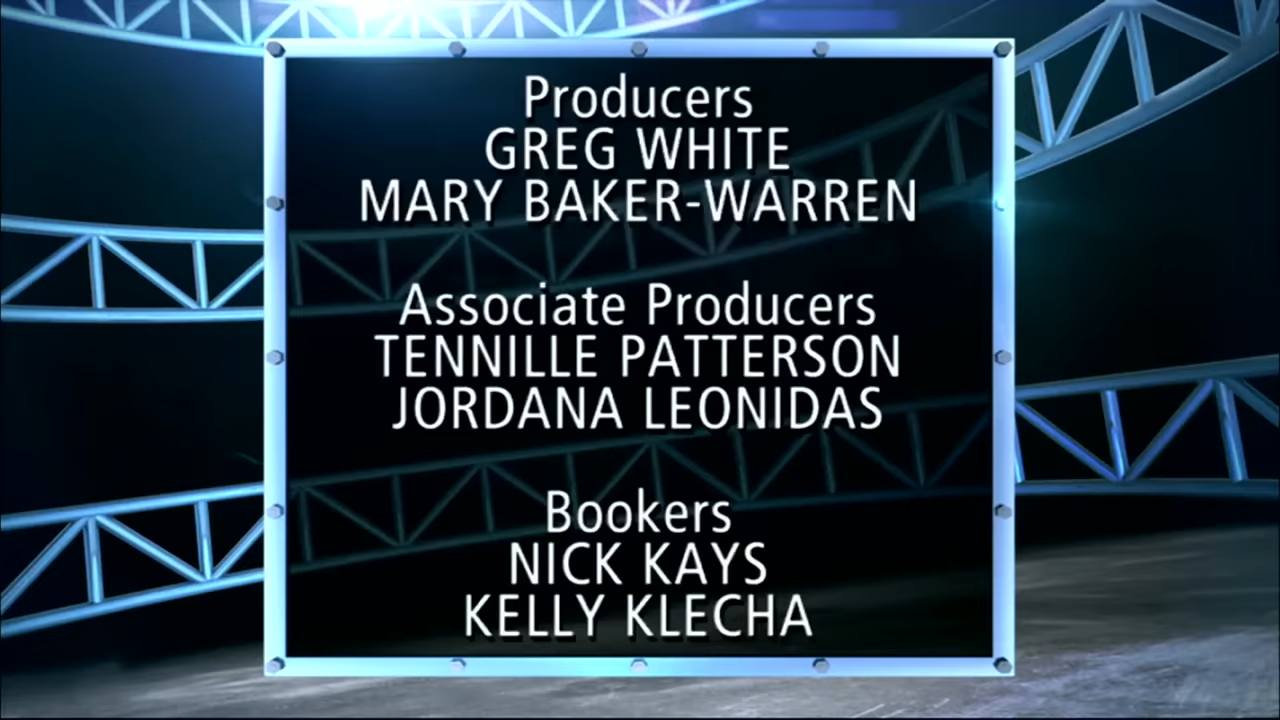 Producers
GREG WHITE
MARY BAKER-WARREN
Associate Producers
TENNILLE PATTERSON
JORDANA LEONIDAS
Bookers
NICK KAYS
KELLY KLECHA